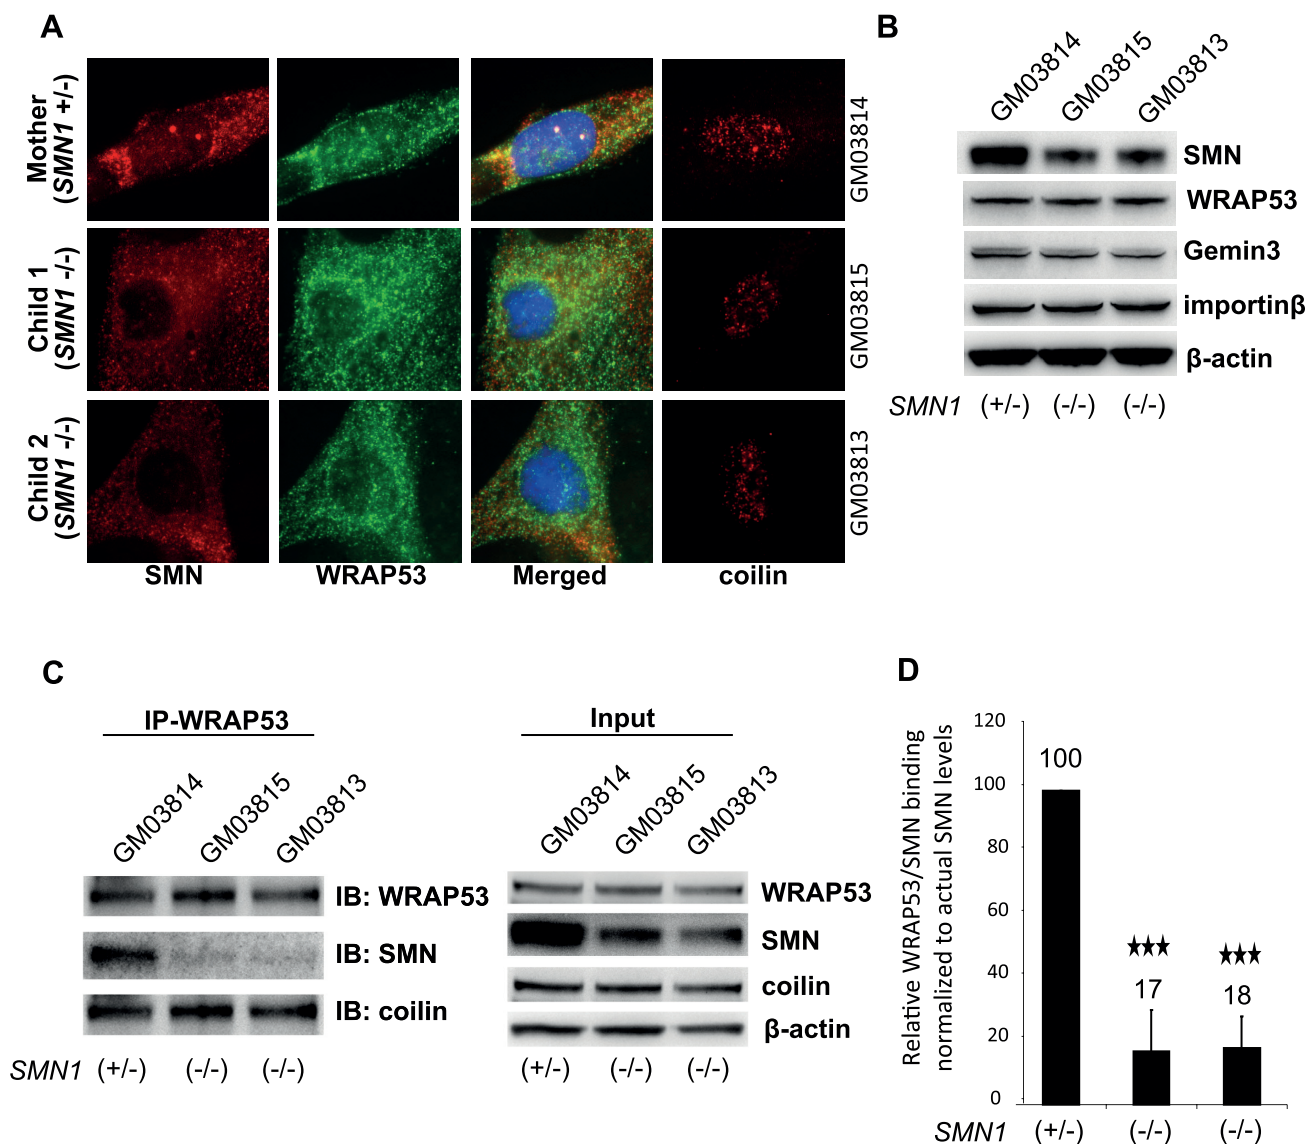 A
Mother
(SMN1 +/-)
GM03814
Child 1
(SMN1 -/-)
GM03815
Child 2
(SMN1 -/-)
GM03813
SMN WRAP53 Merged coilin
B
GM03814 GM03815 GM03813
SMN
WRAP53
Gemin3
importinβ
β-actin
SMN1 (+/-) (-/-) (-/-)
C
IP-WRAP53
GM03814 GM03815 GM03813
IB: WRAP53
IB: SMN
IB: coilin
SMN1 (+/-) (-/-) (-/-)
Input
GM03814 GM03815 GM03813
WRAP53
SMN
coilin
β-actin
(+/-) (-/-) (-/-)
D
Relative WRAP53/SMN binding
normalized to actual SMN levels
120
100
80
60
40
20
0
100
★★★ ★★★
17 18
SMN1 (+/-) (-/-) (-/-)